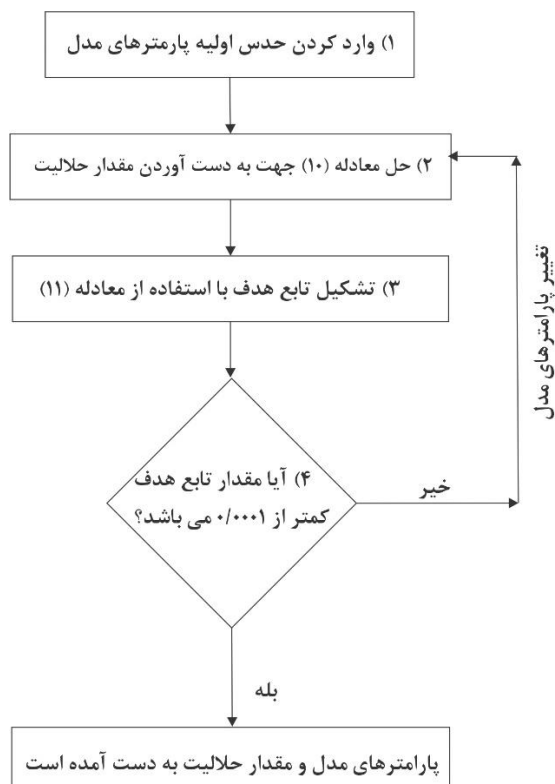 ۱) وارد کردن حدس اولیه پارمترهای مدل
۲) حل معادله (۱۰) جهت به دست آوردن مقدار حلالیت
۳) تشکیل تابع هدف با استفاده از معادله (۱۱)
۴) آیا مقدار تابع هدف
کمتر از ۰/۰۰۰۱ می باشد؟
خیر
تغییر پارامترهای مدل
بله
پارامترهای مدل و مقدار حلالیت به دست آمده است